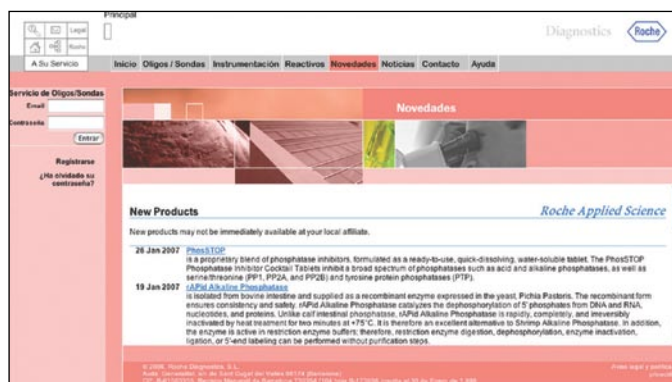 Principal
Legal
Diagnostics Roche
Roche
A Su Servicio
Inicio Oligos / Sondas Instrumentación Reactivos Novedades Noticias Contacto Ayuda
Servicio de Oligos/Sondas
Email
Contraseña
Entrar
Registrarse
¿Ha olvidado su
contraseña?
Novedades
New Products
Roche Applied Science
New products may not be immediately available at your local affiliate.
26 Jan 2007 PhosSTOP
is a proprietary blend of phosphatase inhibitors, formulated as a ready-to-use, quick-dissolving, water-soluble tablet. The PhosSTOP
Phosphatase Inhibitor Cocktail Tablets inhibit a broad spectrum of phosphatases such as acid and alkaline phosphatases, as well as
serine/threonine (PP1, PP2A, and PP2B) and tyrosine protein phosphatases (PTP).
19 Jan 2007 rAPid Alkaline Phosphatase
is isolated from bovine intestine and supplied as a recombinant enzyme expressed in the yeast, Pichia Pastoris. The recombinant form
ensures consistency and safety. rAPid Alkaline Phosphatase catalyzes the dephosphorylation of 5' phosphates from DNA and RNA,
nucleotides, and proteins. Unlike calf intestinal phosphatase, rAPid Alkaline Phosphatase is rapidly, completely, and irreversibly
inactivated by heat treatment for two minutes at +75°C. It is therefore an excellent alternative to Shrimp Alkaline Phosphatase. In addition,
the enzyme is active in restriction enzyme buffers; therefore, restriction enzyme digestion, dephosphorylation, enzyme inactivation,
ligation, or 5'-end labeling can be performed without purification steps.
© 2006, Roche Diagnostics, S.L.